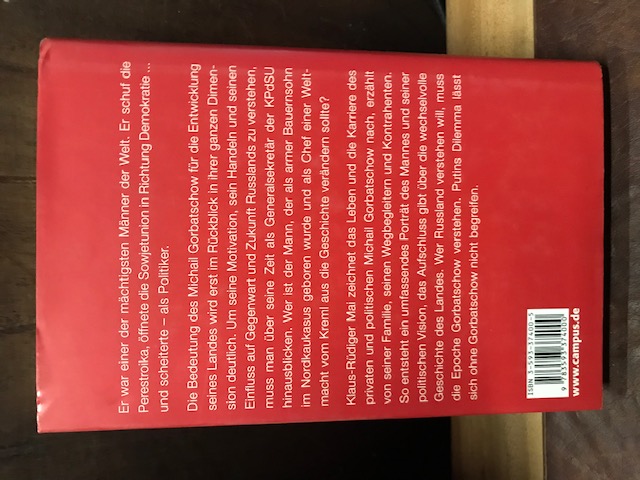 Er war einer der mächtigsten Männer der Welt. Er schuf die
Perestroika, öffnete die Sowjetunion in Richtung Demokratie ...
und scheiterte – als Politiker.
Die Bedeutung des Michail Gorbatschow für die Entwicklung
seines Landes wird erst im Rückblick in ihrer ganzen Dimen-
sion deutlich. Um seine Motivation, sein Handeln und seinen
Einfluss auf Gegenwart und Zukunft Russlands zu verstehen,
muss man über seine Zeit als Generalsekretär der KPdSU
hinausblicken. Wer ist der Mann, der als armer Bauernsohn
im Nordkaukasus geboren wurde und als Chef einer Welt-
macht vom Kreml aus die Geschichte verändern sollte?
Klaus-Rüdiger Mai zeichnet das Leben und die Karriere des
privaten und politischen Michail Gorbatschow nach, erzählt
von seiner Familie, seinen Wegbegleitern und Kontrahenten.
So entsteht ein umfassendes Porträt des Mannes und seiner
politischen Vision, das Aufschluss gibt über die wechselvolle
Geschichte des Landes. Wer Russland verstehen will, muss
die Epoche Gorbatschow verstehen. Putins Dilemma lässt
sich ohne Gorbatschow nicht begreifen.
ISBN 3-593-37400-5
9 783593 374000
www.campus.de